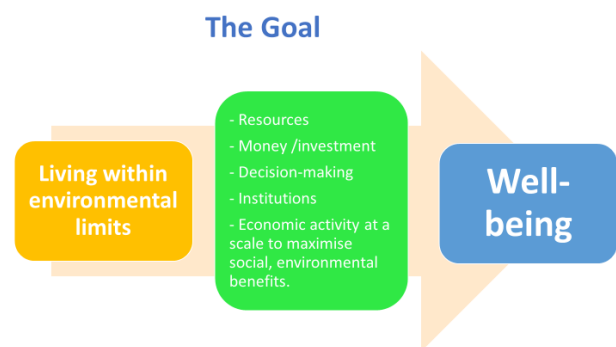 The Goal
Living within
environmental
limits
- Resources
- Money /investment
- Decision-making
- Institutions
- Economic activity at a
scale to maximise
social, environmental
benefits.
Well-
being